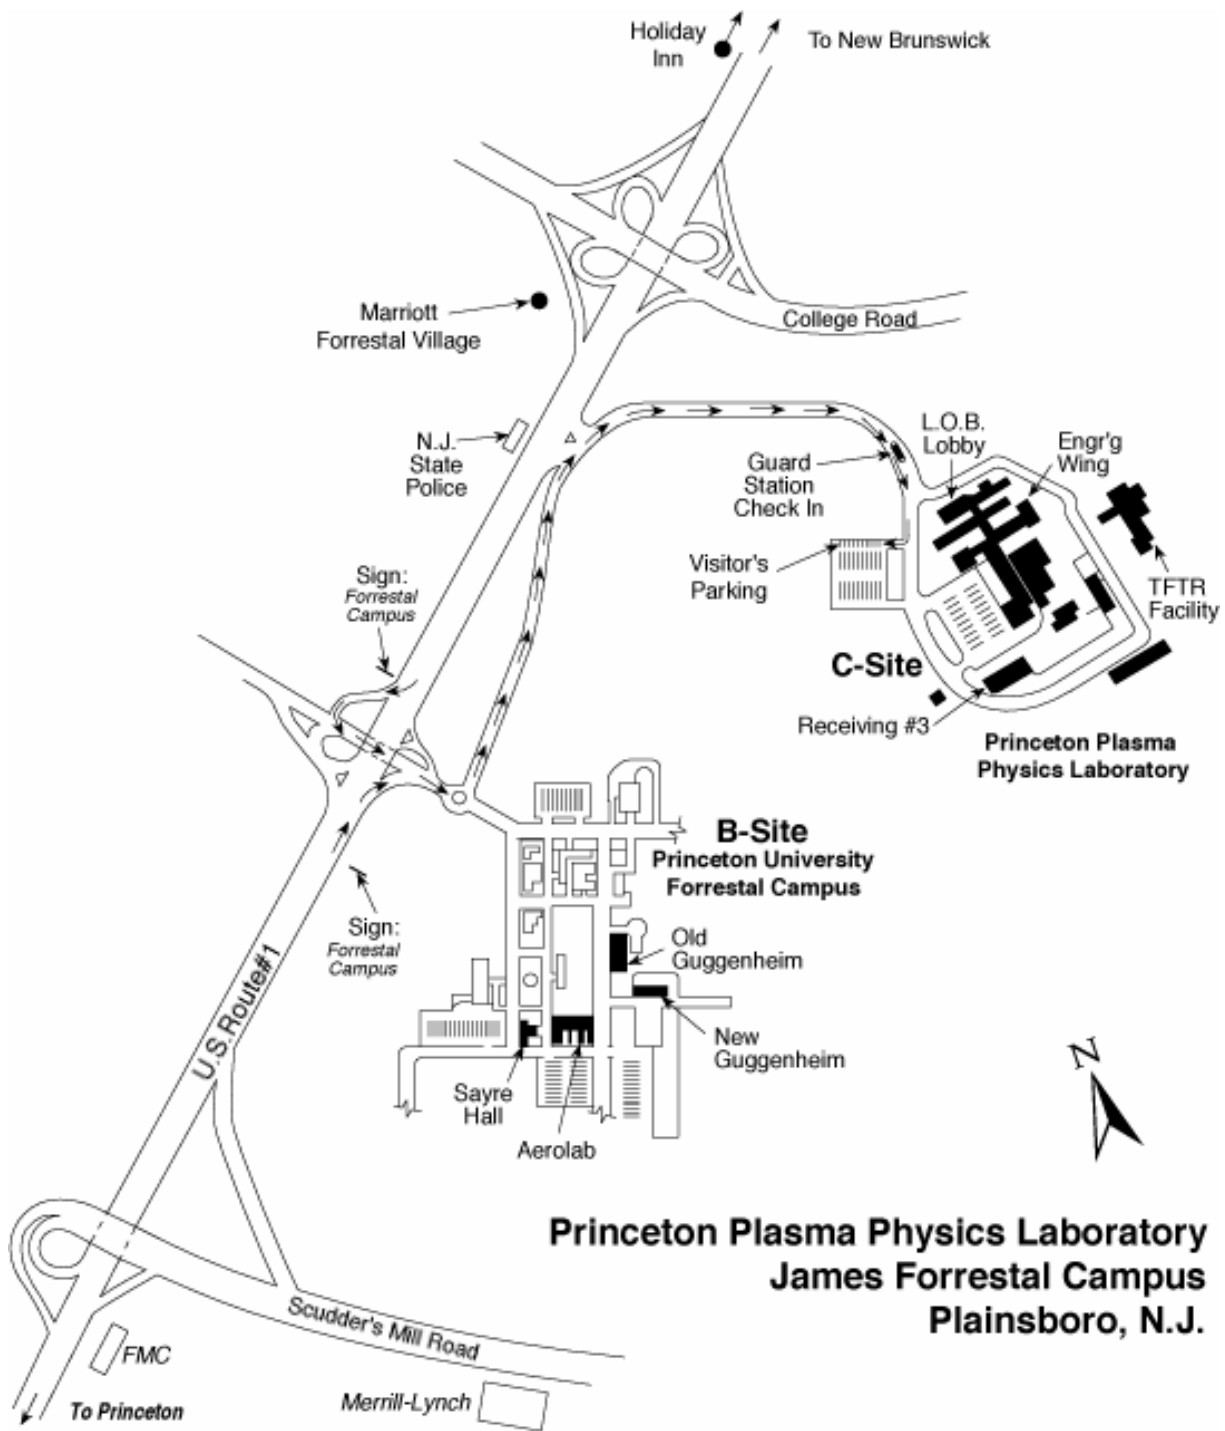 Holiday
Inn
To New Brunswick
Marriott
Forrestal Village
College Road
N.J.
State
Police
L.O.B.
Lobby
Engr'g
Wing
Guard
Station
Check In
Visitor's
Parking
TFTR
Facility
Sign:
Forrestal
Campus
C-Site
Receiving #3
Princeton Plasma
Physics Laboratory
B-Site
Princeton University
Forrestal Campus
Sign:
Forrestal
Campus
Old
Guggenheim
U.S.Route#1
New
Guggenheim
N
Sayre
Hall
Aerolab
Princeton Plasma Physics Laboratory
James Forrestal Campus
Plainsboro, N.J.
Scudder's Mill Road
FMC
Merrill-Lynch
To Princeton